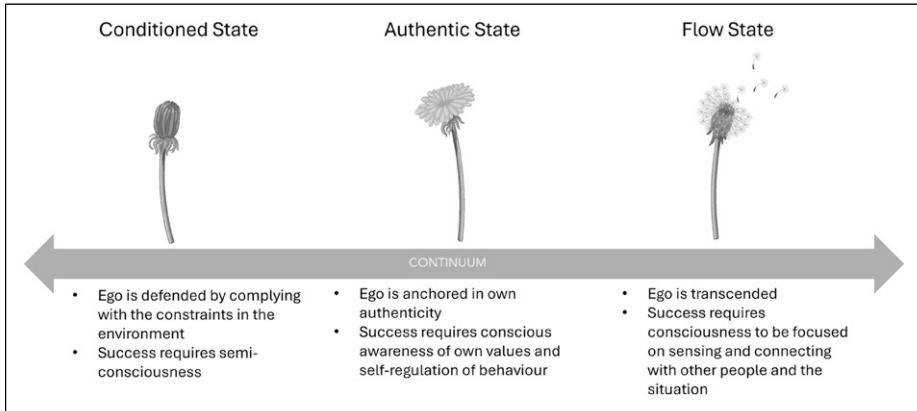 Conditioned State
Authentic State
Flow State
CONTINUUM
• Ego is defended by complying
with the constraints in the
environment
• Success requires semi-
consciousness
• Ego is anchored in own
authenticity
• Success requires conscious
awareness of own values and
self-regulation of behaviour
• Ego is transcended
• Success requires
consciousness to be focused
on sensing and connecting
with other people and the
situation